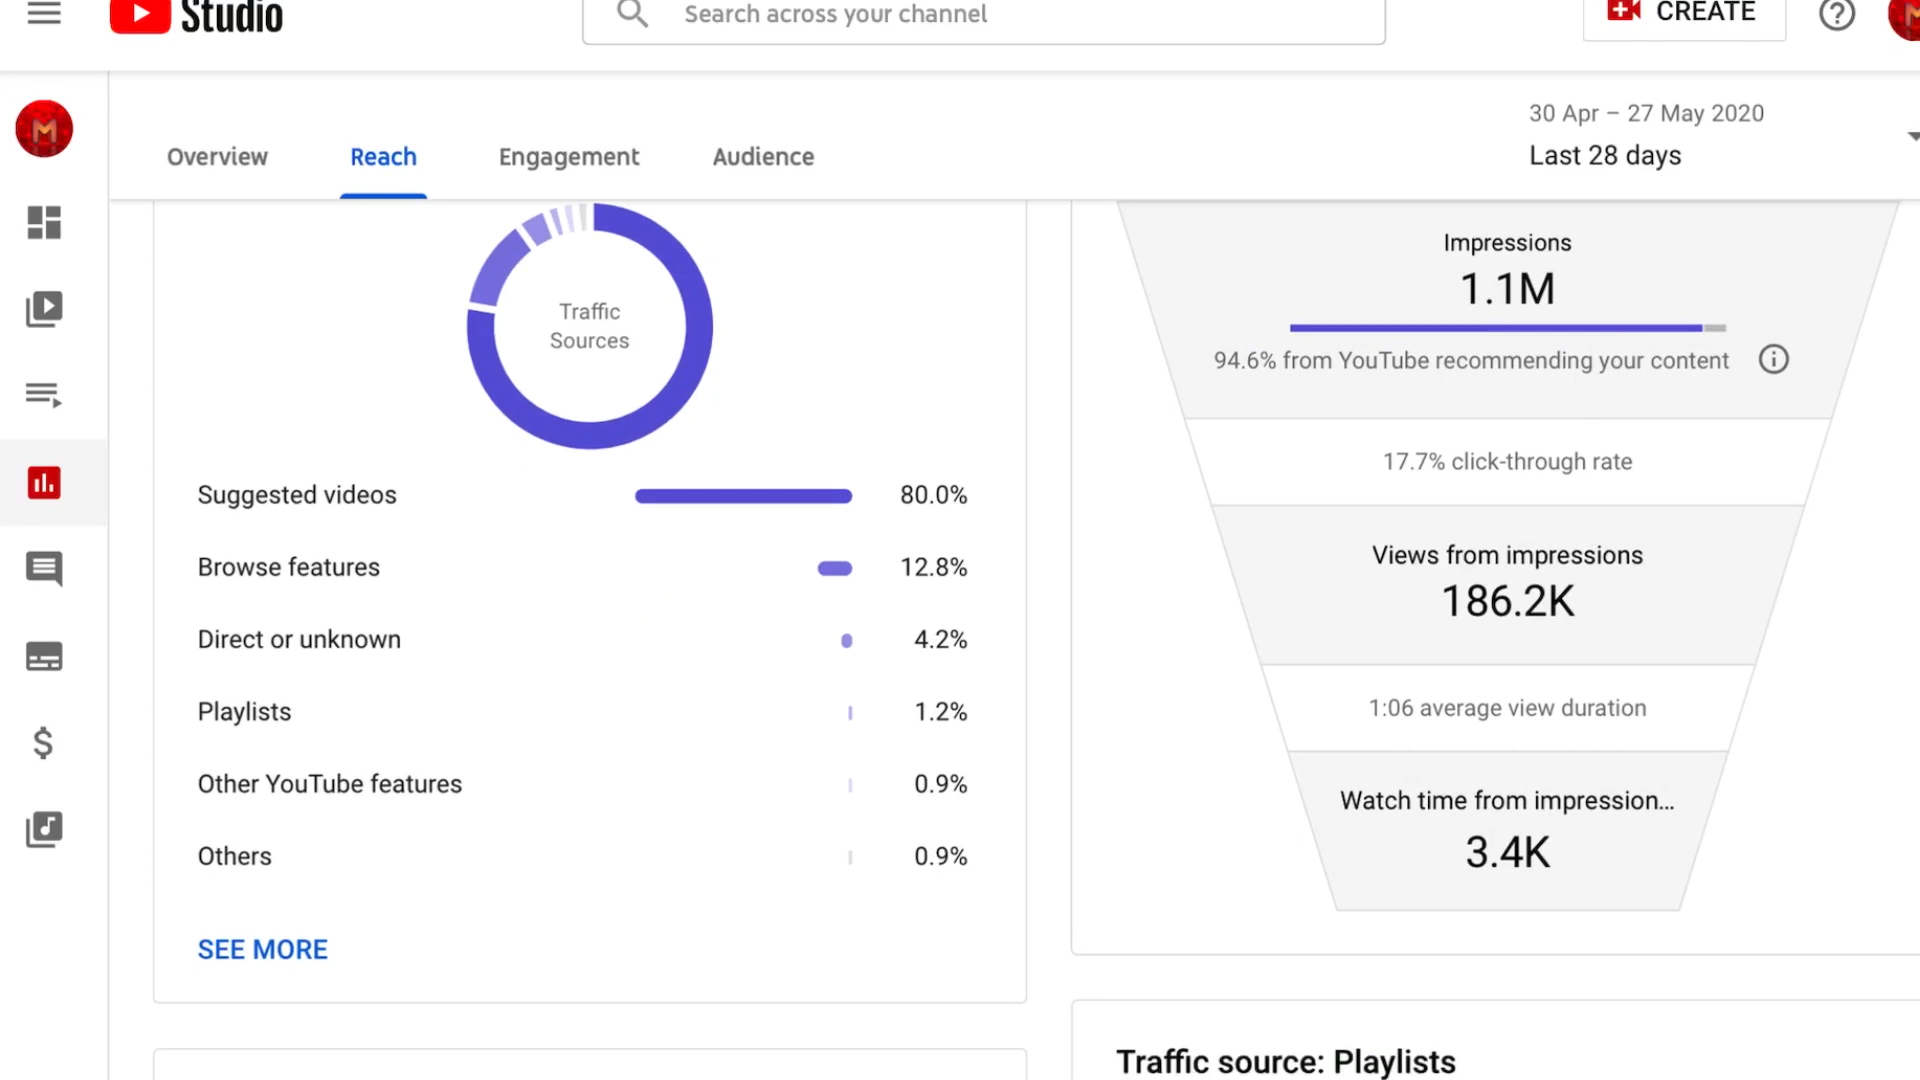 Studio
Search across your channel
CREATE
Overview
Reach
Engagement
Audience
30 Apr – 27 May 2020
Last 28 days
Traffic
Sources
Suggested videos 80.0%
Browse features 12.8%
Direct or unknown 4.2%
Playlists 1.2%
Other YouTube features 0.9%
Others 0.9%
SEE MORE
Impressions
1.1M
94.6% from YouTube recommending your content
17.7% click-through rate
Views from impressions
186.2K
1:06 average view duration
Watch time from impression...
3.4K
Traffic source: Playlists